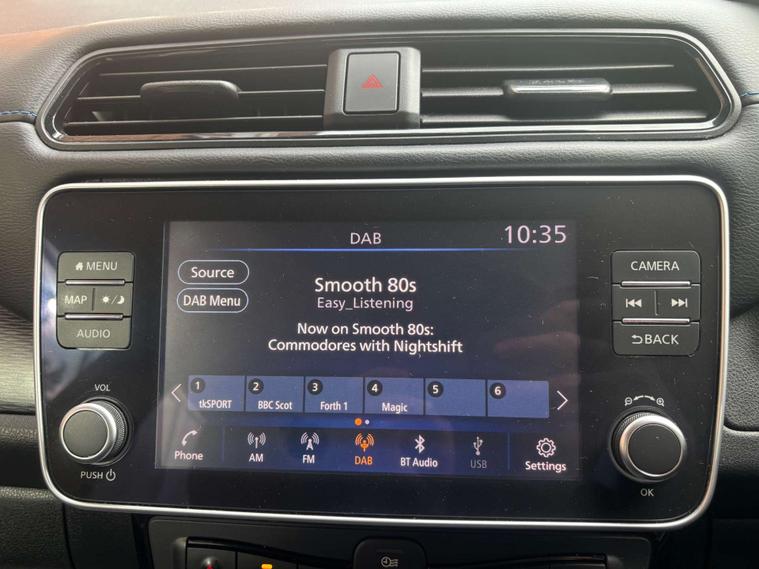 DAB
10:35
MENU
MAP
AUDIO
VOL
PUSH
Source
DAB Menu
Smooth 80s
Easy_Listening
Now on Smooth 80s:
Commodores with Nightshift
1 2 3 4 5 6
tkSPORT BBC Scot Forth 1 Magic
Phone AM FM DAB BT Audio USB Settings
CAMERA
BACK
OK